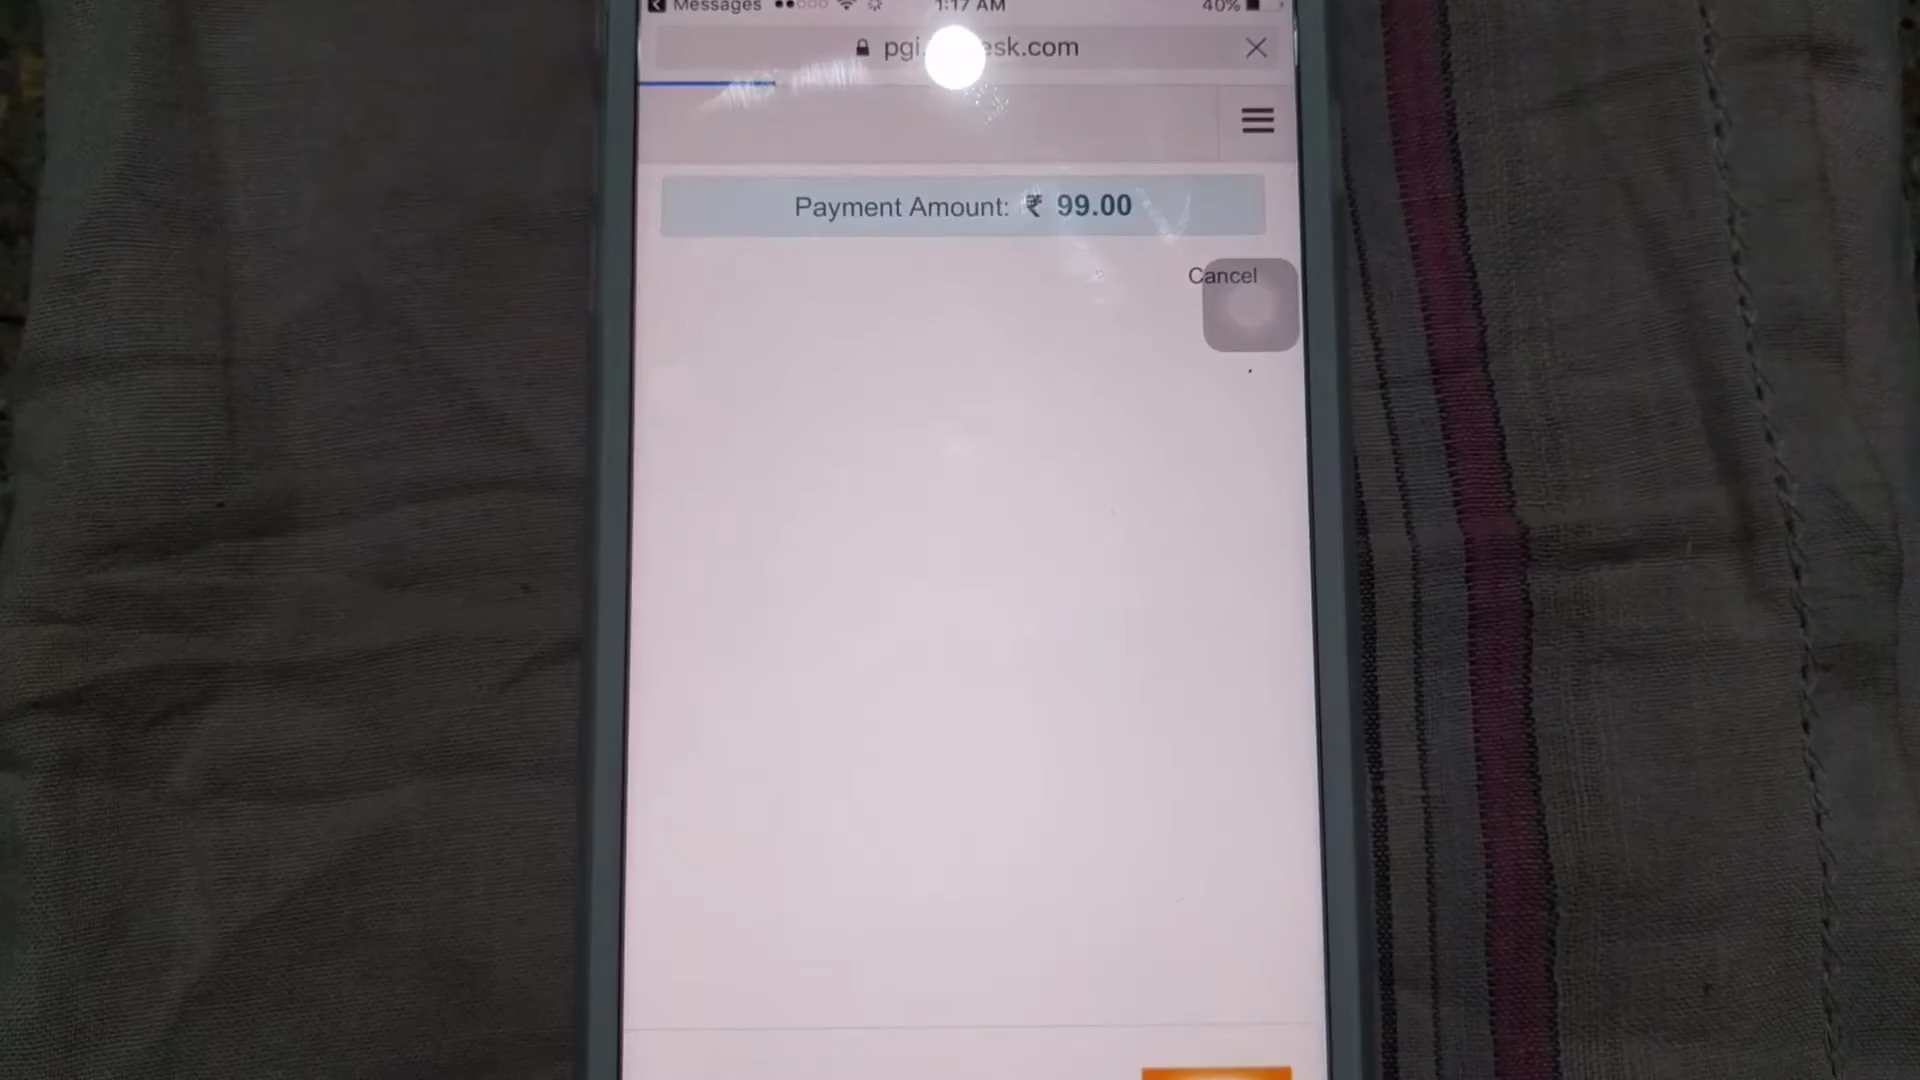 Messages 1:17 AM 40%
pgi. esk.com
Payment Amount: ₹ 99.00
Cancel